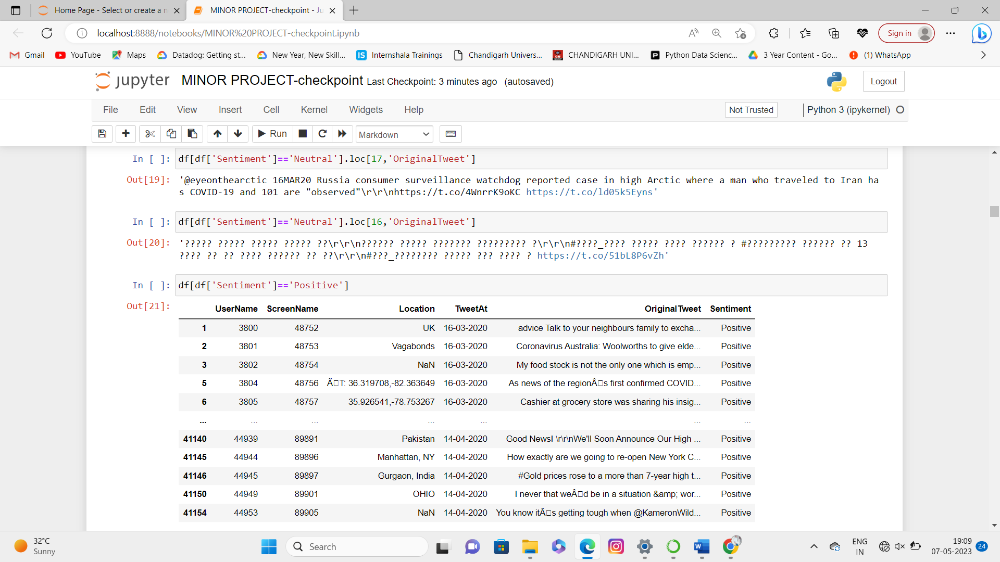 Home Page - Select or create a n
MINOR PROJECT-checkpoint - Ju
localhost:8888/notebooks/MINOR%20PROJECT-checkpoint.ipynb
Sign in
Gmail YouTube Maps Datadog: Getting st... New Year, New Skill... Internshala Trainings Chandigarh Univers... CHANDIGARH UNI... Python Data Scienc... 3 Year Content - Go... (1) WhatsApp
jupyter MINOR PROJECT-checkpoint Last Checkpoint: 3 minutes ago (autosaved)
Logout
File Edit View Insert Cell Kernel Widgets Help Not Trusted Python 3 (ipykernel)
Run Markdown
In [ ]: df[df['Sentiment']=='Neutral'].loc[17,'OriginalTweet']
Out[19]: '@eyeonthearctic 16MAR20 Russia consumer surveillance watchdog reported case in high Arctic where a man who traveled to Iran ha
s COVID-19 and 101 are "observed"\r\r\nhttps://t.co/4WnrrK9oKC https://t.co/ld05k5Eyns'
In [ ]: df[df['Sentiment']=='Neutral'].loc[16,'OriginalTweet']
Out[20]: '????? ????? ????? ????? ??\r\r\n?????? ????? ??????? ????????? ?\r\r\n#????_???? ????? ???? ?????? ? #????????? ?????? ?? 13
???? ?? ?? ???? ?????? ?? ??\r\r\n#???_???????? ????? ??? ???? ? https://t.co/51bL8P6vZh'
In [ ]: df[df['Sentiment']=='Positive']
Out[21]:
UserName ScreenName Location TweetAt OriginalTweet Sentiment
1 3800 48752 UK 16-03-2020 advice Talk to your neighbours family to excha... Positive
2 3801 48753 Vagabonds 16-03-2020 Coronavirus Australia: Woolworths to give elde... Positive
3 3802 48754 NaN 16-03-2020 My food stock is not the only one which is emp... Positive
5 3804 48756 Ã□T: 36.319708,-82.363649 16-03-2020 As news of the regionÂ□s first confirmed COVID... Positive
6 3805 48757 35.926541,-78.753267 16-03-2020 Cashier at grocery store was sharing his insig... Positive
... ... ... ... ... ... ...
41140 44939 89891 Pakistan 14-04-2020 Good News! \r\r\nWe'll Soon Announce Our High ... Positive
41145 44944 89896 Manhattan, NY 14-04-2020 How exactly are we going to re-open New York C... Positive
41146 44945 89897 Gurgaon, India 14-04-2020 #Gold prices rose to a more than 7-year high t... Positive
41150 44949 89901 OHIO 14-04-2020 I never that weÂ□d be in a situation &amp; wor... Positive
41154 44953 89905 NaN 14-04-2020 You know itÂ□s getting tough when @KameronWild... Positive
32°C
Sunny
Search
ENG
IN
19:09
07-05-2023
24